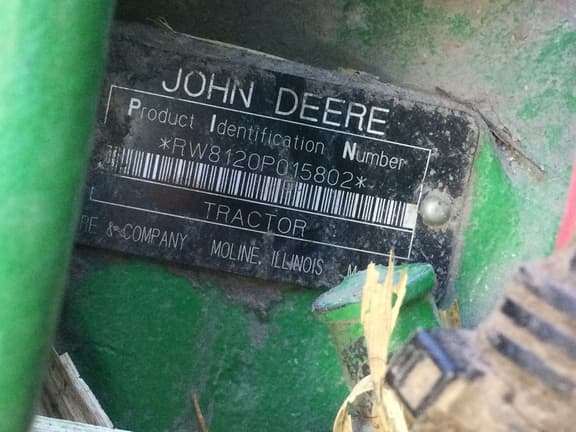 JOHN DEERE
Product Identification Number
*RW8120P015802*
TRACTOR
RE & COMPANY MOLINE, ILLINOIS